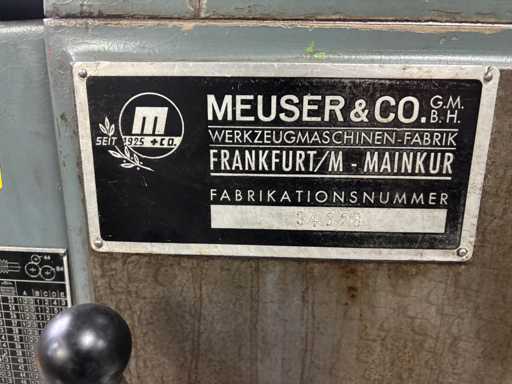 m
SEIT 1925 + CO.
MEUSER & CO. G.M.B.H.
WERKZEUGMASCHINEN-FABRIK
FRANKFURT/M - MAINKUR
FABRIKATIONSNUMMER